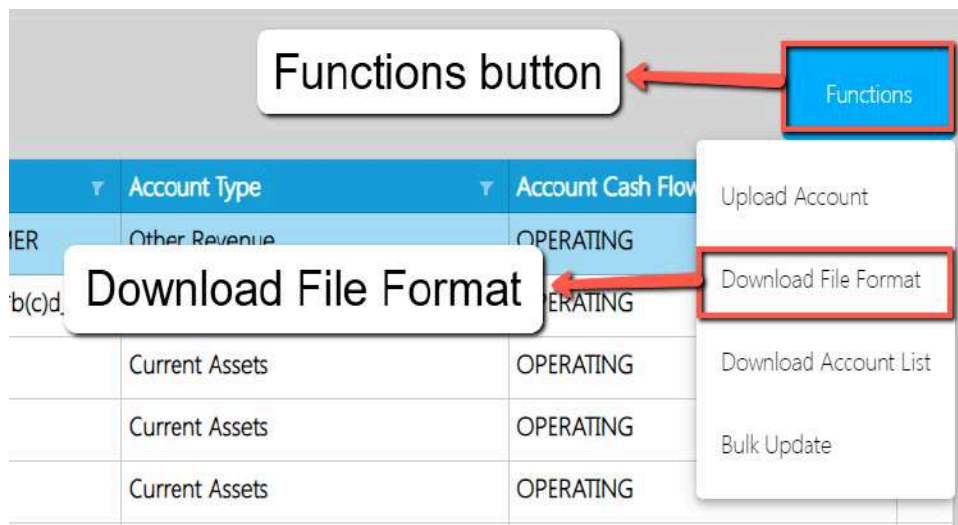 Functions button
Functions
Account Type
Account Cash Flow
Upload Account
Other Revenue
OPERATING
Download File Format
Download File Format
OPERATING
Current Assets
OPERATING
Download Account List
Current Assets
OPERATING
Bulk Update
Current Assets
OPERATING